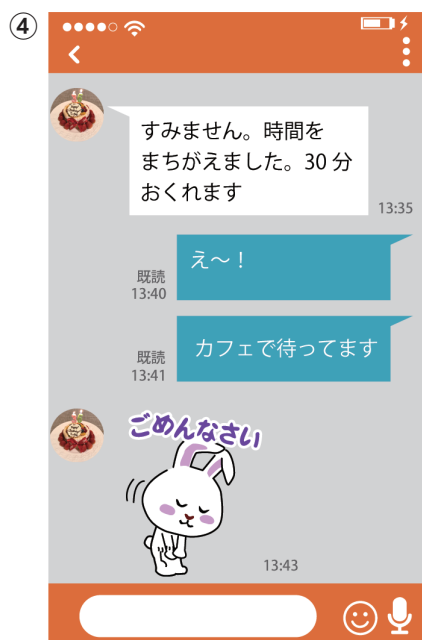 ④
すみません。時間を
まちがえました。30分
おくれます
13:35
え～！
既読
13:40
カフェで待ってます
既読
13:41
ごめんなさい
13:43